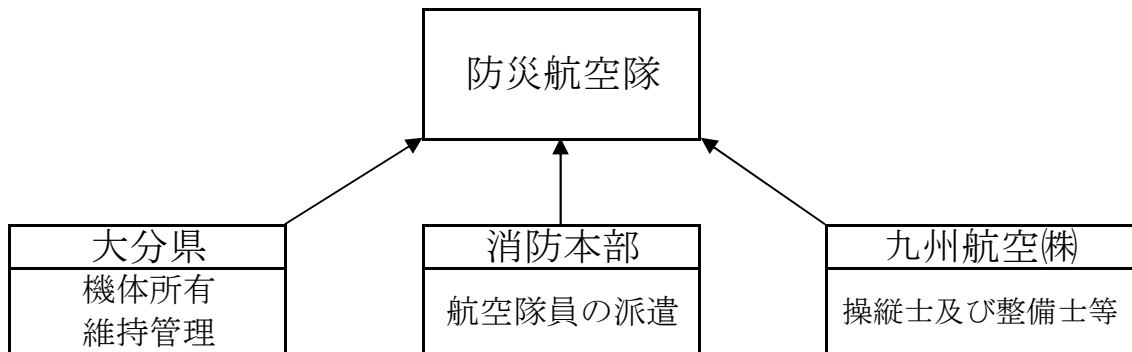 防災航空隊
大分県
機体所有
維持管理
消防本部
航空隊員の派遣
九州航空㈱
操縦士及び整備士等